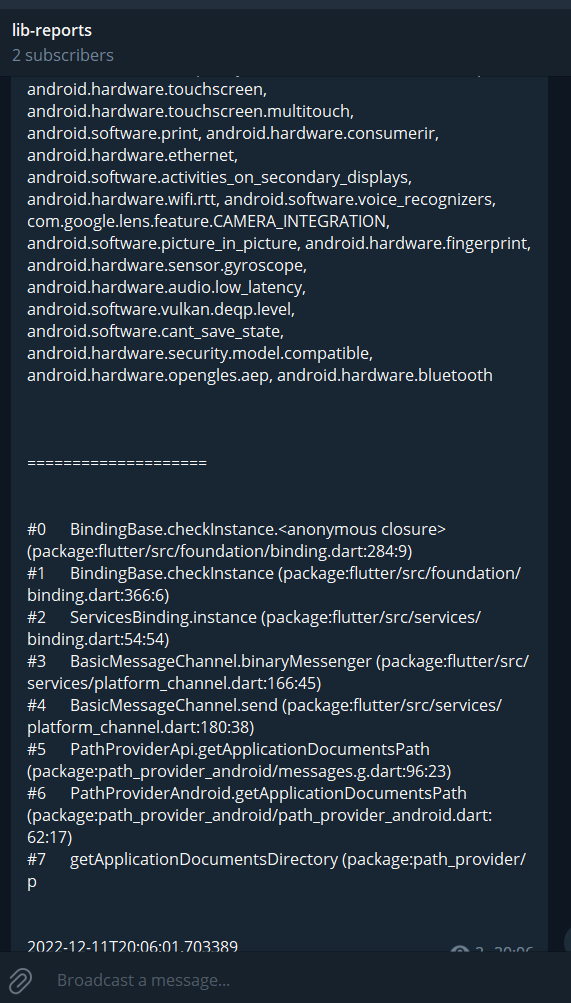 lib-reports
2 subscribers
android.hardware.touchscreen,
android.hardware.touchscreen.multitouch,
android.software.print, android.hardware.consumerir,
android.hardware.ethernet,
android.software.activities_on_secondary_displays,
android.hardware.wifi.rtt, android.software.voice_recognizers,
com.google.lens.feature.CAMERA_INTEGRATION,
android.software.picture_in_picture, android.hardware.fingerprint,
android.hardware.sensor.gyroscope,
android.hardware.audio.low_latency,
android.software.vulkan.deqp.level,
android.software.cant_save_state,
android.hardware.security.model.compatible,
android.hardware.opengles.aep, android.hardware.bluetooth
====================
#0 BindingBase.checkInstance.<anonymous closure>
(package:flutter/src/foundation/binding.dart:284:9)
#1 BindingBase.checkInstance (package:flutter/src/foundation/
binding.dart:366:6)
#2 ServicesBinding.instance (package:flutter/src/services/
binding.dart:54:54)
#3 BasicMessageChannel.binaryMessenger (package:flutter/src/
services/platform_channel.dart:166:45)
#4 BasicMessageChannel.send (package:flutter/src/services/
platform_channel.dart:180:38)
#5 PathProviderApi.getApplicationDocumentsPath
(package:path_provider_android/messages.g.dart:96:23)
#6 PathProviderAndroid.getApplicationDocumentsPath
(package:path_provider_android/path_provider_android.dart:
62:17)
#7 getApplicationDocumentsDirectory (package:path_provider/
p
2022-12-11T20:06:01.703389
Broadcast a message...